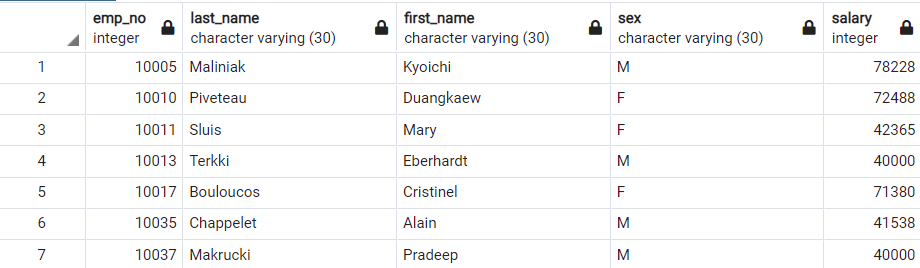 emp_no last_name first_name sex salary
integer character varying (30) character varying (30) character varying (30) integer
1 10005 Maliniak Kyoichi M 78228
2 10010 Piveteau Duangkaew F 72488
3 10011 Sluis Mary F 42365
4 10013 Terkki Eberhardt M 40000
5 10017 Bouloucos Cristinel F 71380
6 10035 Chappelet Alain M 41538
7 10037 Makrucki Pradeep M 40000